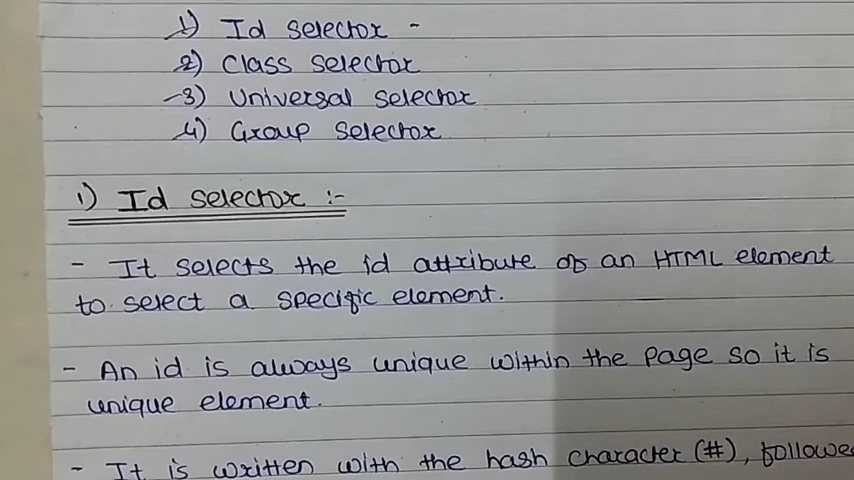 1) Id selector -
2) Class selector
3) Universal selector
4) Group selector
1) Id selector :-
- It selects the id attribute of an HTML element
to select a specific element.
- An id is always unique within the page so it is
unique element.
- It is written with the hash character (#), followe